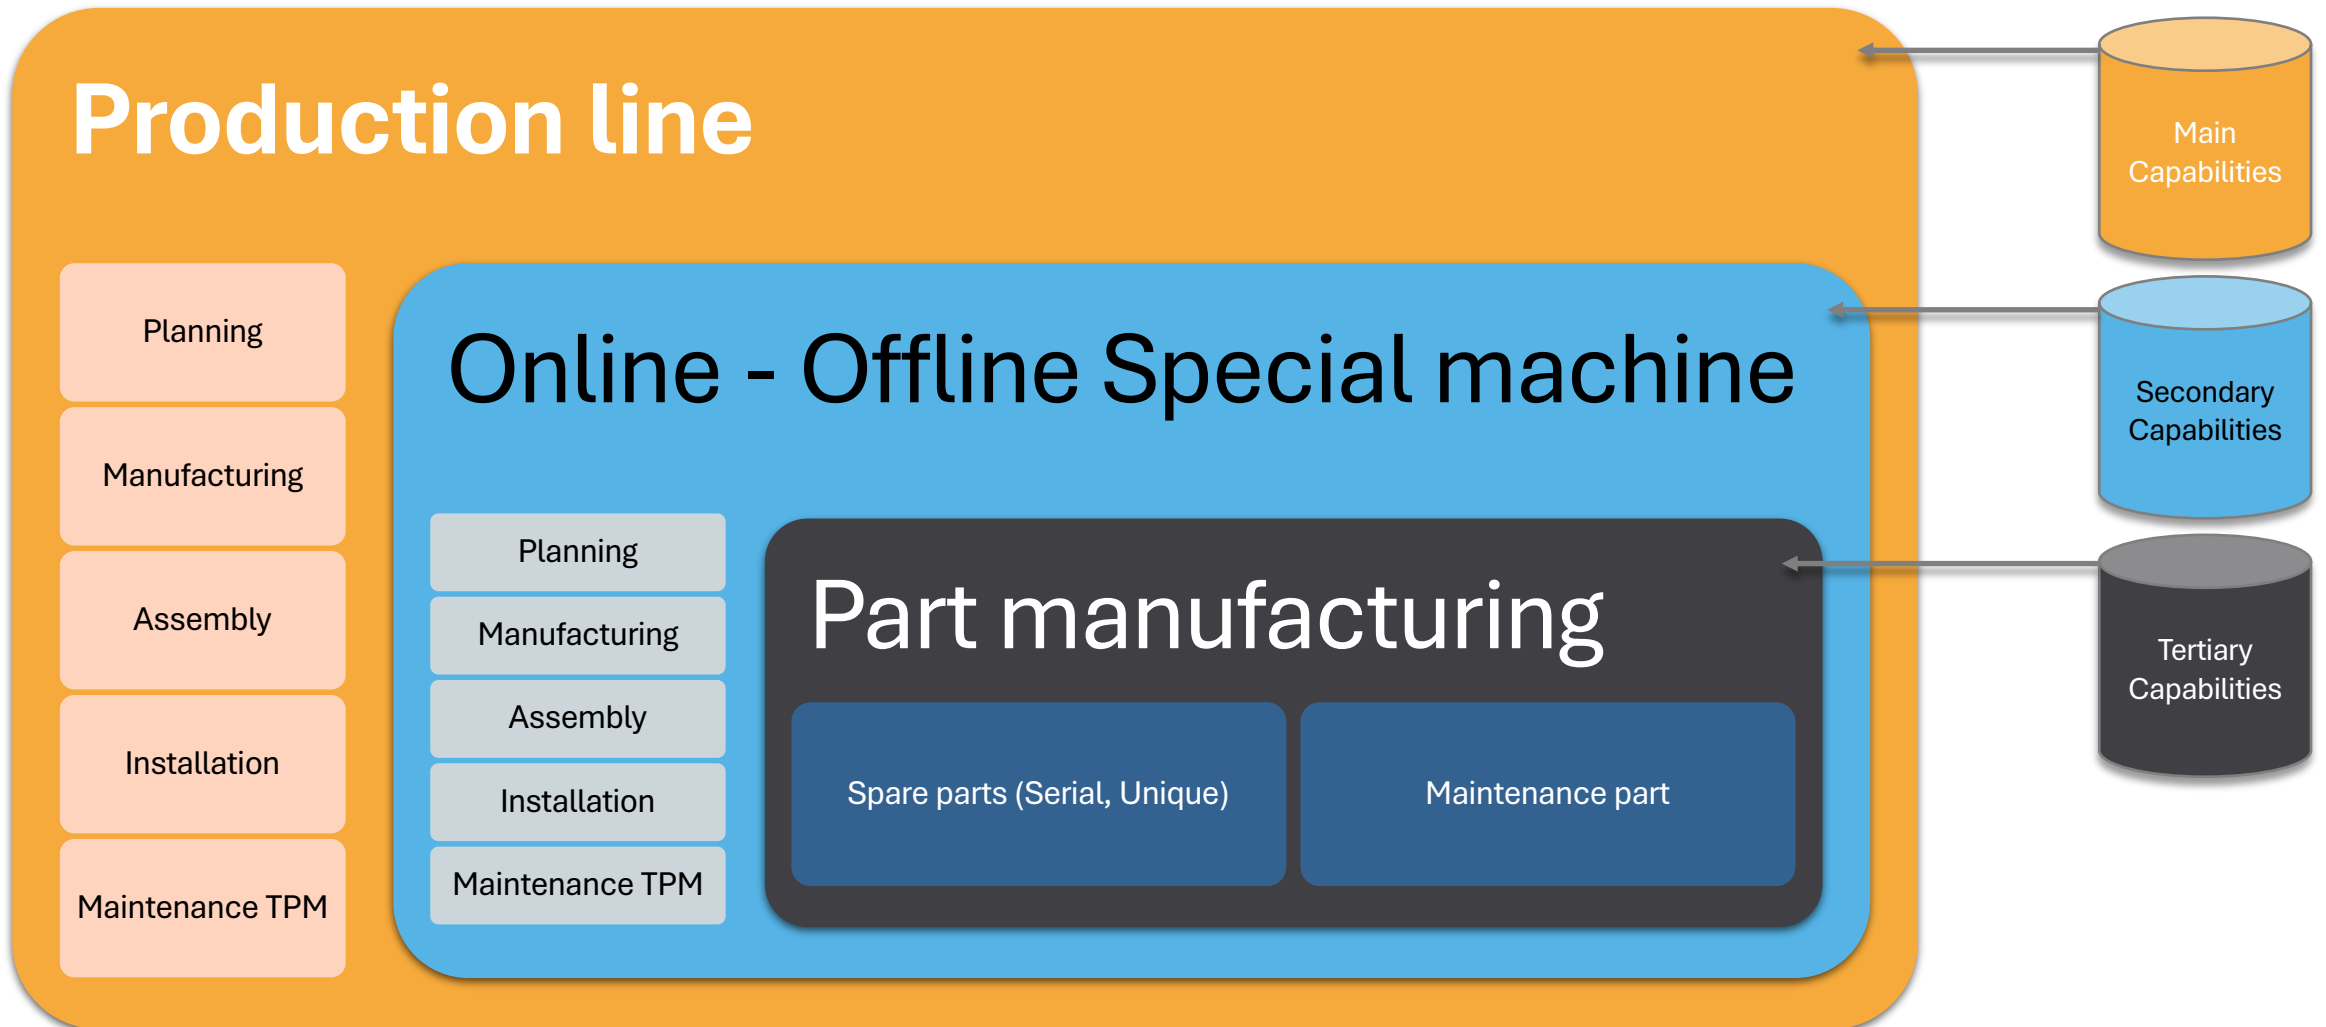 Production line
Planning
Manufacturing
Assembly
Installation
Maintenance TPM
Online - Offline Special machine
Planning
Manufacturing
Assembly
Installation
Maintenance TPM
Part manufacturing
Spare parts (Serial, Unique)
Maintenance part
Main
Capabilities
Secondary
Capabilities
Tertiary
Capabilities